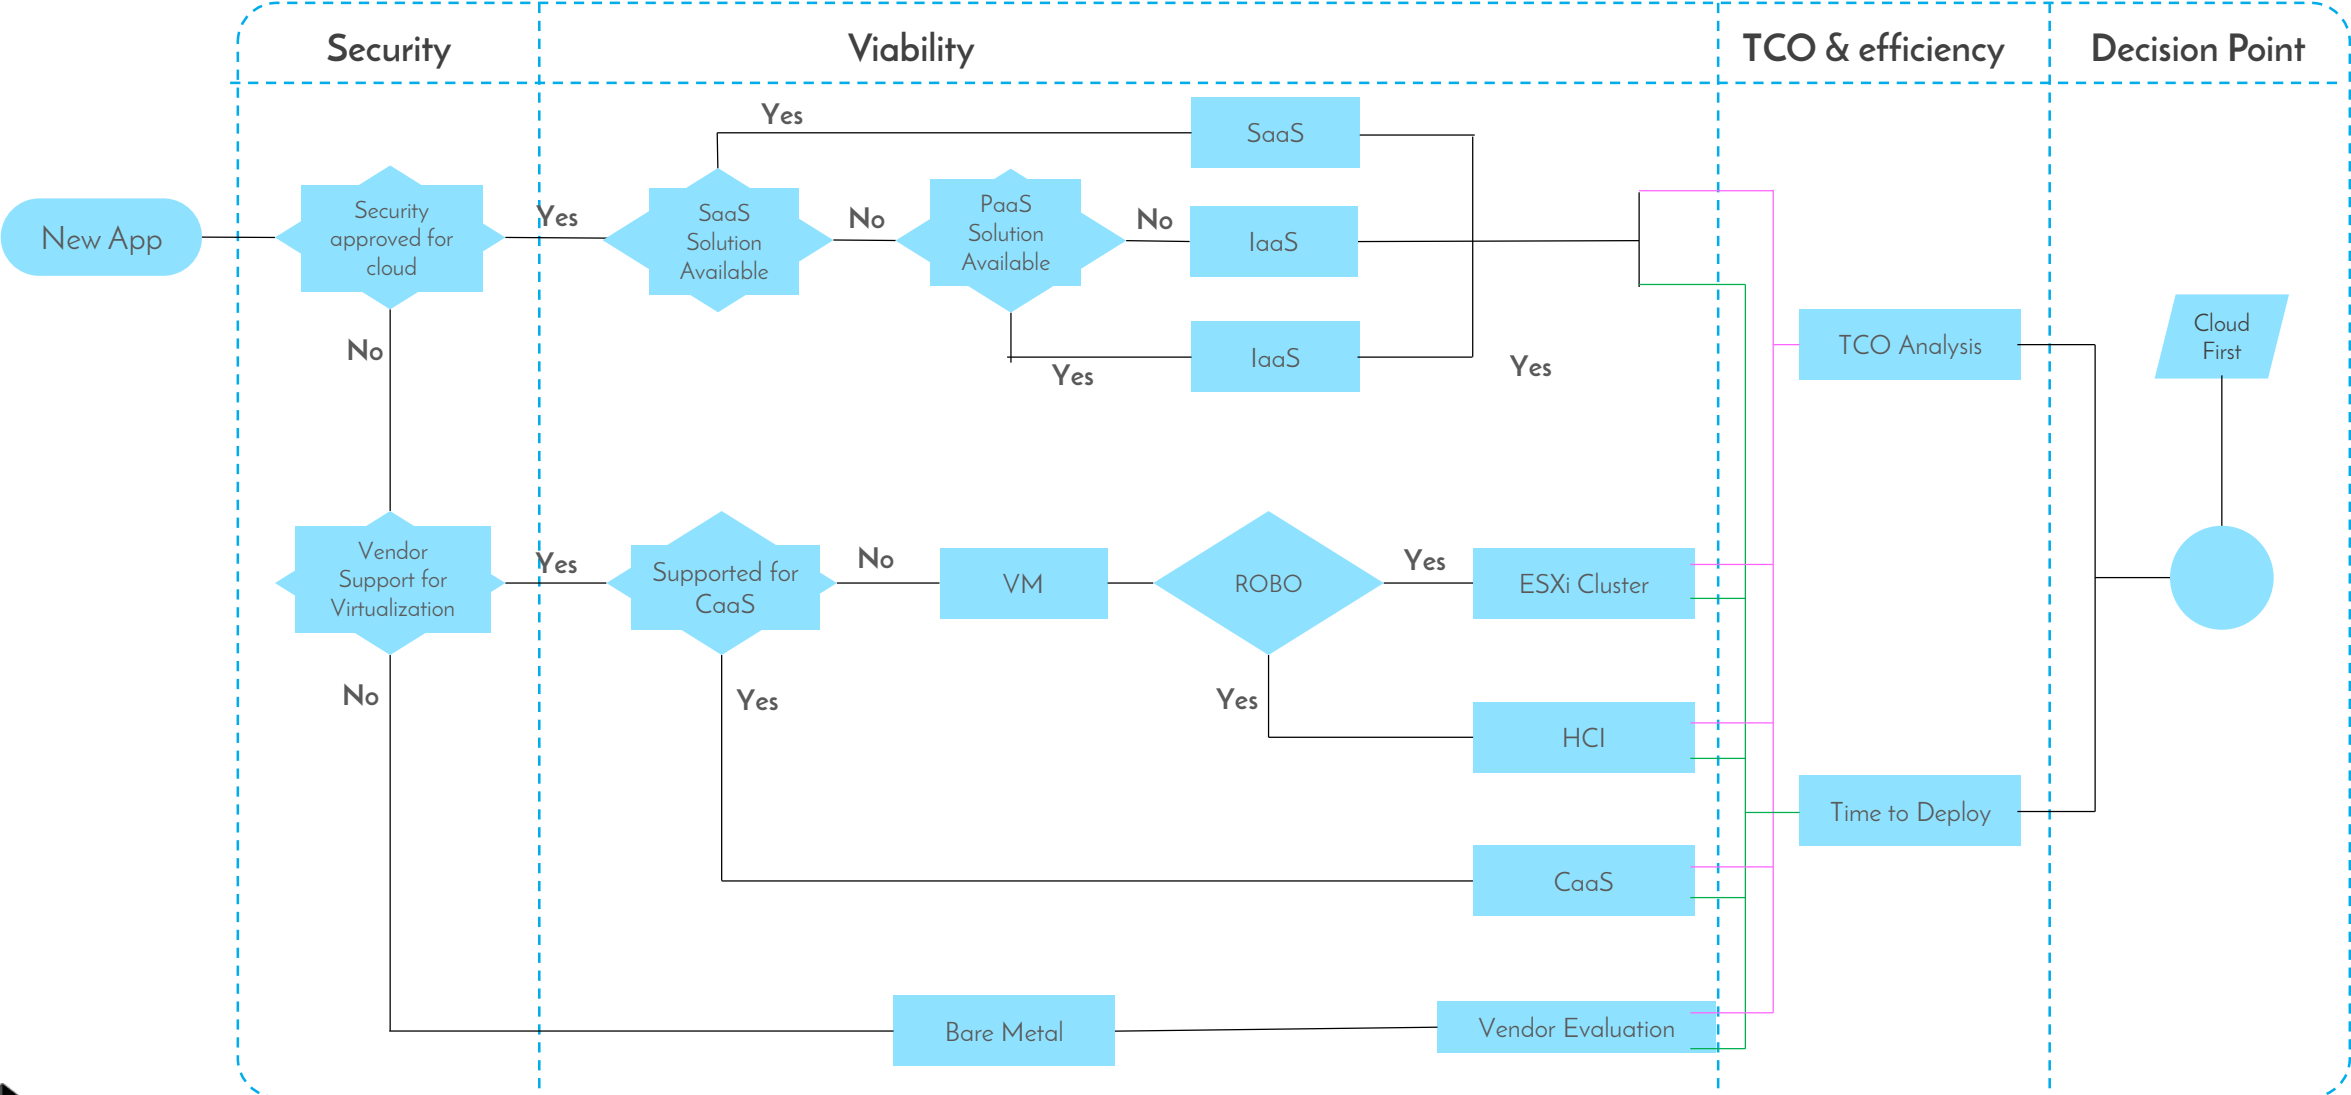 Security
Viability
TCO & efficiency
Decision Point
Yes
SaaS
New App
Security
approved for
cloud
Yes
SaaS
Solution
Available
No
PaaS
Solution
Available
No
IaaS
No
Yes
IaaS
Yes
TCO Analysis
Cloud
First
Vendor
Support for
Virtualization
Yes
Supported for
CaaS
No
VM
ROBO
Yes
ESXi Cluster
No
Yes
Yes
HCI
Time to Deploy
CaaS
Bare Metal
Vendor Evaluation